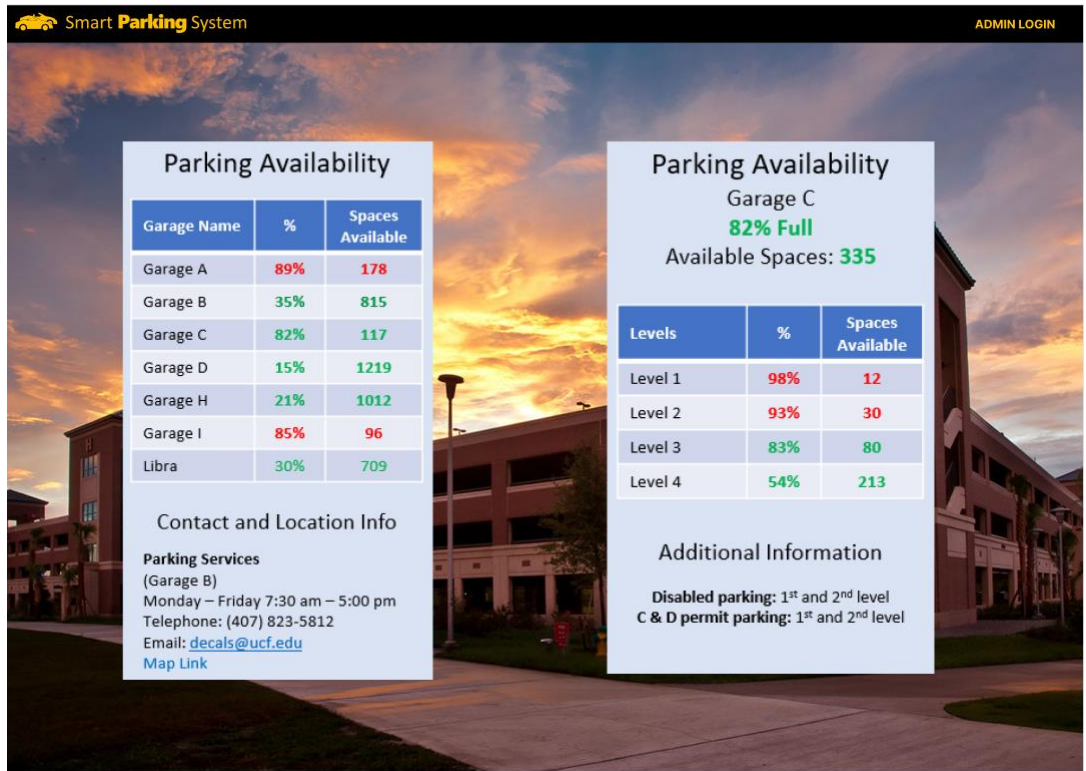 Smart Parking System
ADMIN LOGIN
Parking Availability
Garage Name % Spaces Available
Garage A 89% 178
Garage B 35% 815
Garage C 82% 117
Garage D 15% 1219
Garage H 21% 1012
Garage I 85% 96
Libra 30% 709
Contact and Location Info
Parking Services
(Garage B)
Monday – Friday 7:30 am – 5:00 pm
Telephone: (407) 823-5812
Email: decals@ucf.edu
Map Link
Parking Availability
Garage C
82% Full
Available Spaces: 335
Levels % Spaces Available
Level 1 98% 12
Level 2 93% 30
Level 3 83% 80
Level 4 54% 213
Additional Information
Disabled parking: 1st and 2nd level
C & D permit parking: 1st and 2nd level
H